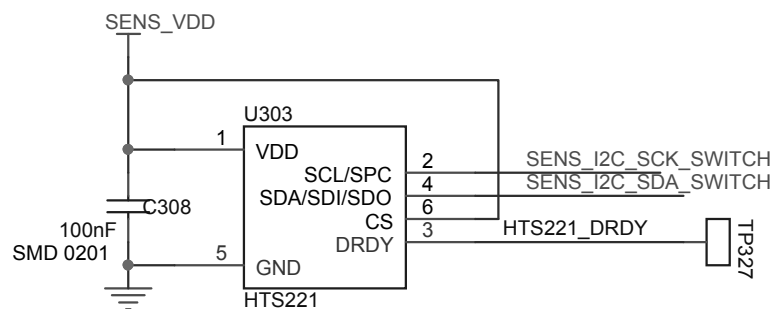 SENS_VDD
U303
1
VDD
SCL/SPC
2
SENS_I2C_SCK_SWITCH
SDA/SDI/SDO
4
SENS_I2C_SDA_SWITCH
C308
CS
6
100nF
DRDY
3
HTS221_DRDY
TP327
SMD 0201
5
GND
HTS221